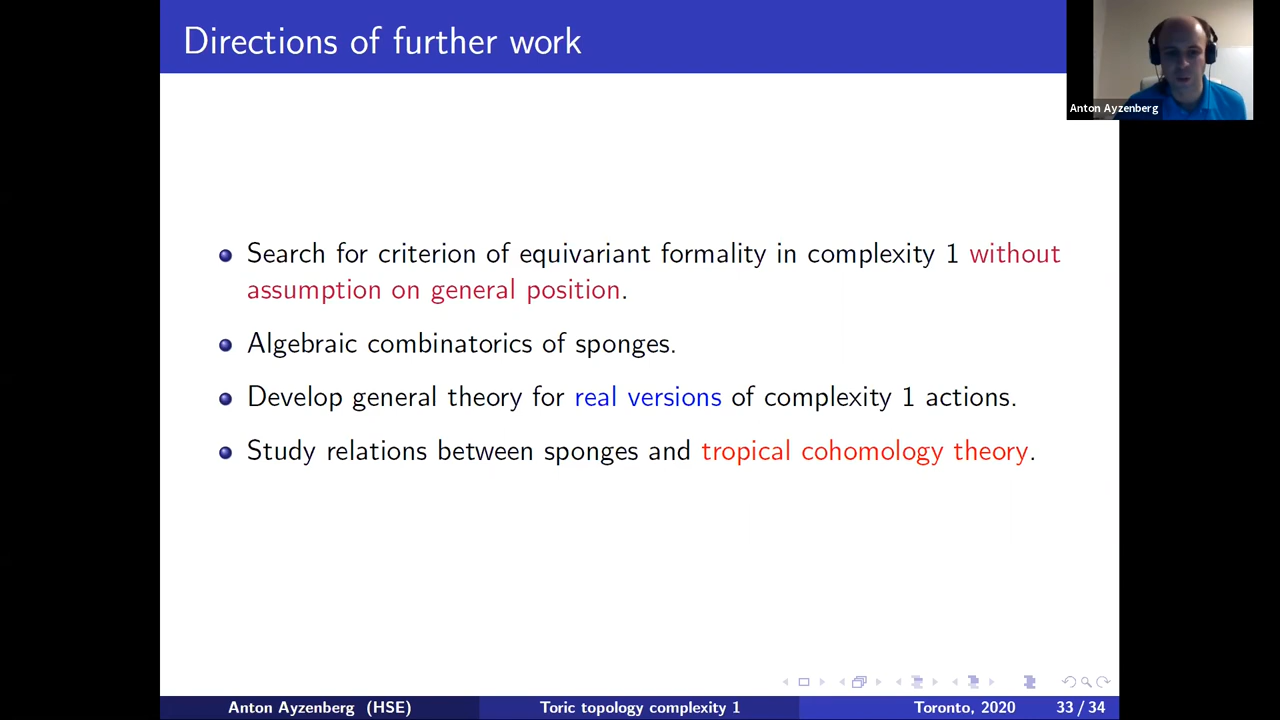 Directions of further work
Anton Ayzenberg
Search for criterion of equivariant formality in complexity 1 without
assumption on general position.
Algebraic combinatorics of sponges.
Develop general theory for real versions of complexity 1 actions.
Study relations between sponges and tropical cohomology theory.
Anton Ayzenberg (HSE) Toric topology complexity 1 Toronto, 2020 33 / 34